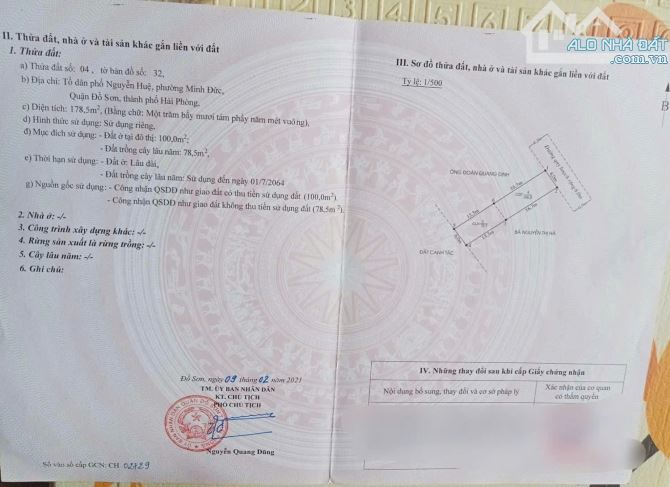 II. Thửa đất, nhà ở và tài sản khác gắn liền với đất
1. Thửa đất:
a) Thửa đất số: 04 , tờ bản đồ số: 32,
b) Địa chỉ: Tổ dân phố Nguyễn Huệ, phường Minh Đức,
Quận Đồ Sơn, thành phố Hải Phòng,
c) Diện tích: 178,5m², (Bằng chữ: Một trăm bẩy mươi tám phẩy năm mét vuông),
d) Hình thức sử dụng: Sử dụng riêng,
đ) Mục đích sử dụng: - Đất ở tại đô thị: 100,0m²;
- Đất trồng cây lâu năm: 78,5m²,
e) Thời hạn sử dụng: - Đất ở: Lâu dài,
- Đất trồng cây lâu năm: Sử dụng đến ngày 01/7/2064
g) Nguồn gốc sử dụng: - Công nhận QSDĐ như giao đất có thu tiền sử dụng đất (100,0m²)
- Công nhận QSDĐ như giao đất không thu tiền sử dụng đất (78,5m²).
2. Nhà ở: -/-
3. Công trình xây dựng khác: -/-
4. Rừng sản xuất là rừng trồng: -/-
5. Cây lâu năm: -/-
6. Ghi chú:
Đồ Sơn, ngày 09 tháng 02 năm 2021
TM. ỦY BAN NHÂN DÂN
KT. CHỦ TỊCH
PHÓ CHỦ TỊCH
Nguyễn Quang Dũng
Số vào sổ cấp GCN: CH 02729
ALO NHÀ ĐẤT
III. Sơ đồ thửa đất, nhà ở và tài sản khác gắn liền với đất
Tỷ lệ: 1/500
B
ÔNG ĐOÀN QUANG DINH
BÀ NGUYỄN THỊ HÀ
ĐẤT CANH TÁC
IV. Những thay đổi sau khi cấp Giấy chứng nhận
Nội dung bổ sung, thay đổi và cơ sở pháp lý
Xác nhận của cơ quan
có thẩm quyền